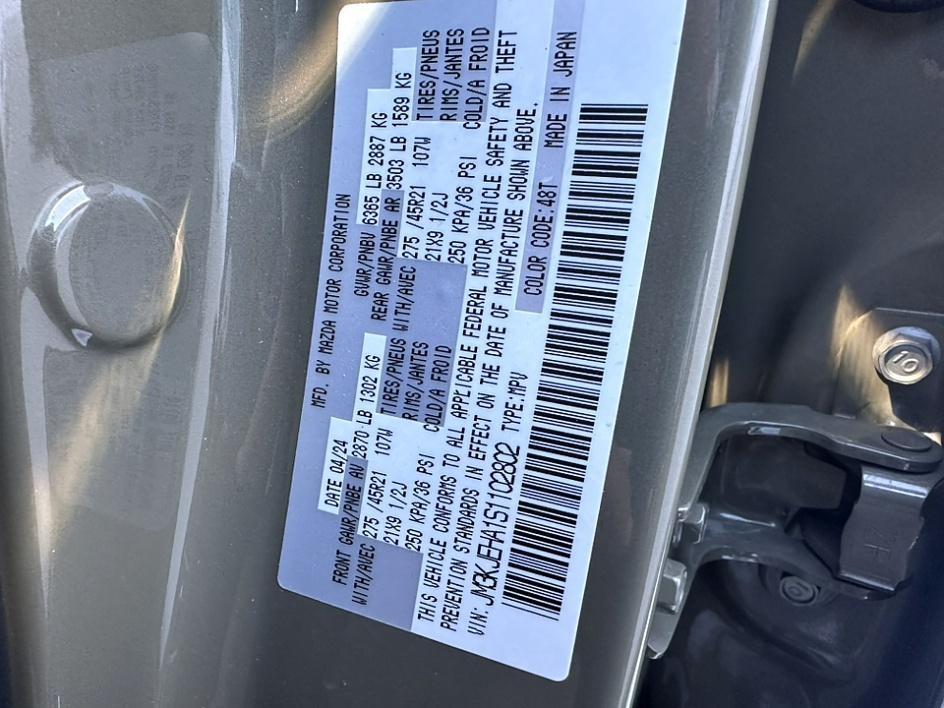 MFD. BY MAZDA MOTOR CORPORATION
DATE 04/24 GVWR/PNBV 6365 LB 2887 KG
FRONT GAWR/PNBE AV 2870 LB 1302 KG REAR GAWR/PNBE AR 3503 LB 1589 KG
WITH/AVEC 275 /45R21 107W TIRES/PNEUS WITH/AVEC 275 /45R21 107W TIRES/PNEUS
21X9 1/2J RIMS/JANTES 21X9 1/2J RIMS/JANTES
250 KPA/36 PSI COLD/A FROID 250 KPA/36 PSI COLD/A FROID
THIS VEHICLE CONFORMS TO ALL APPLICABLE FEDERAL MOTOR VEHICLE SAFETY AND THEFT
PREVENTION STANDARDS IN EFFECT ON THE DATE OF MANUFACTURE SHOWN ABOVE.
VIN: JM3KJEHA1S1102802 TYPE:MPV COLOR CODE:48T MADE IN JAPAN
10